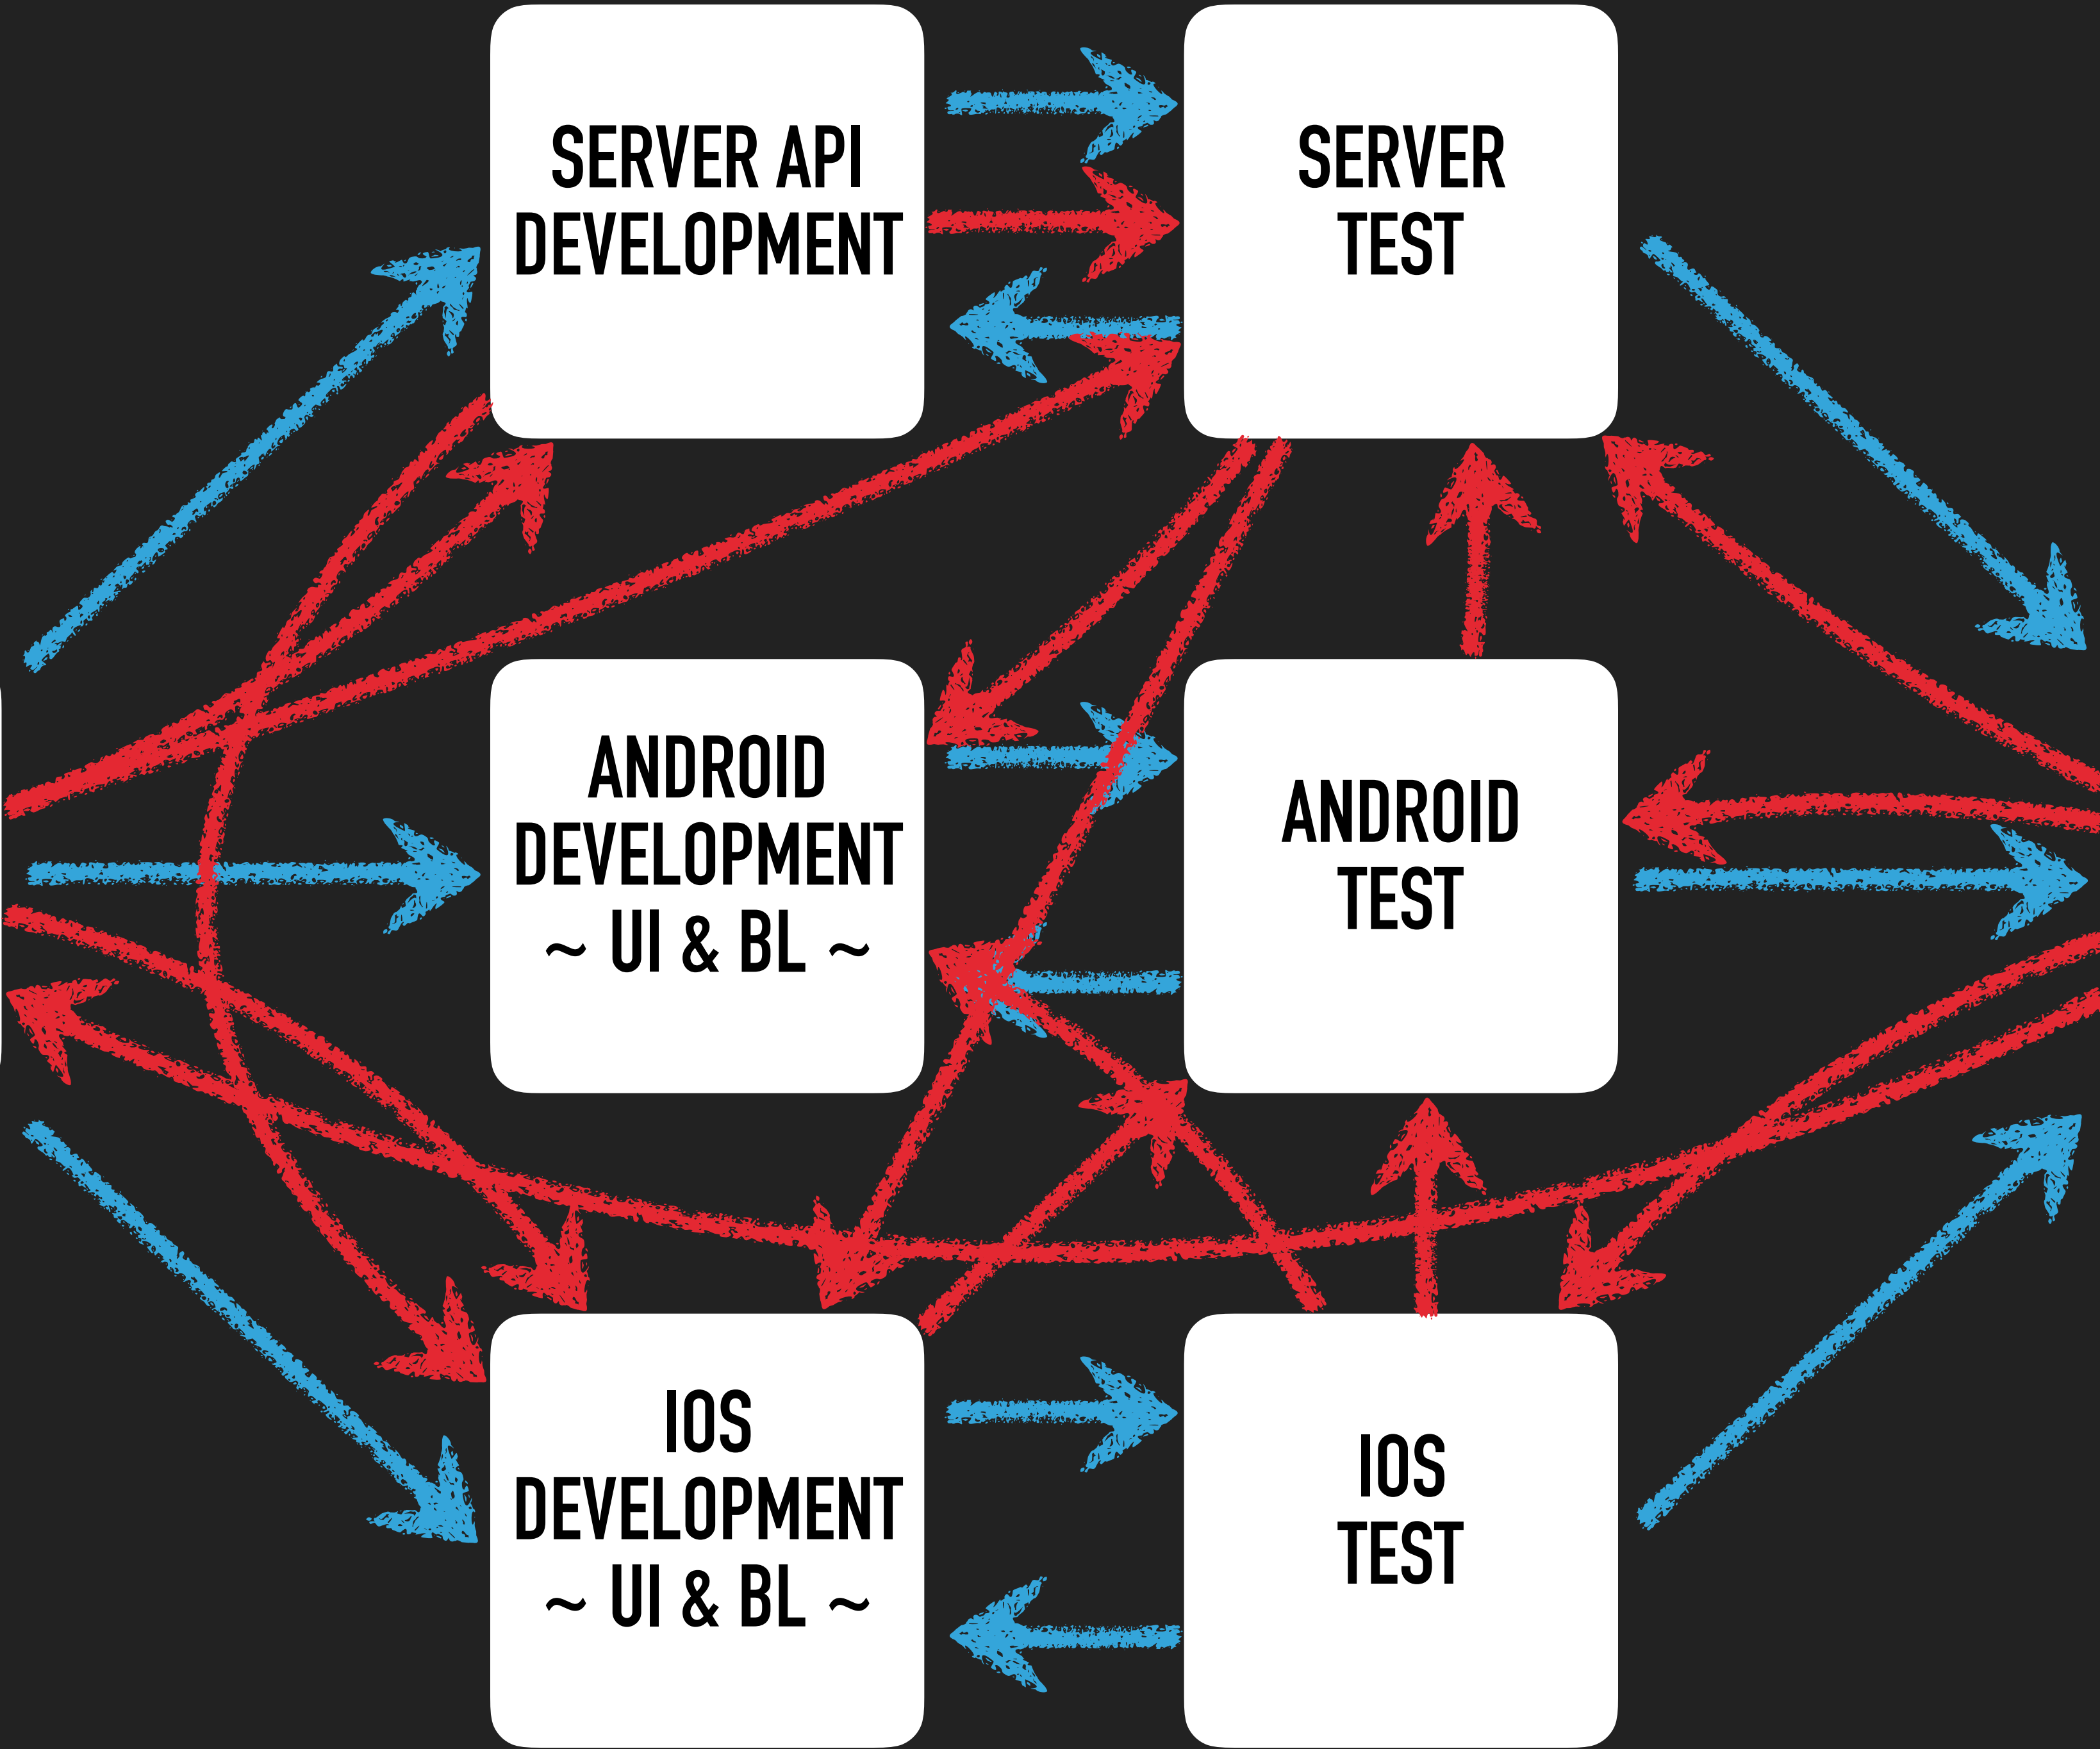 SERVER API
DEVELOPMENT
SERVER
TEST
ANDROID
DEVELOPMENT
~ UI & BL ~
ANDROID
TEST
IOS
DEVELOPMENT
~ UI & BL ~
IOS
TEST